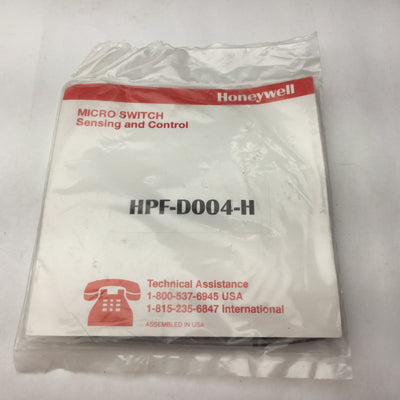 Honeywell
MICRO SWITCH
Sensing and Control
HPF-D004-H
Technical Assistance
1-800-537-6945 USA
1-815-235-6847 International
ASSEMBLED IN USA